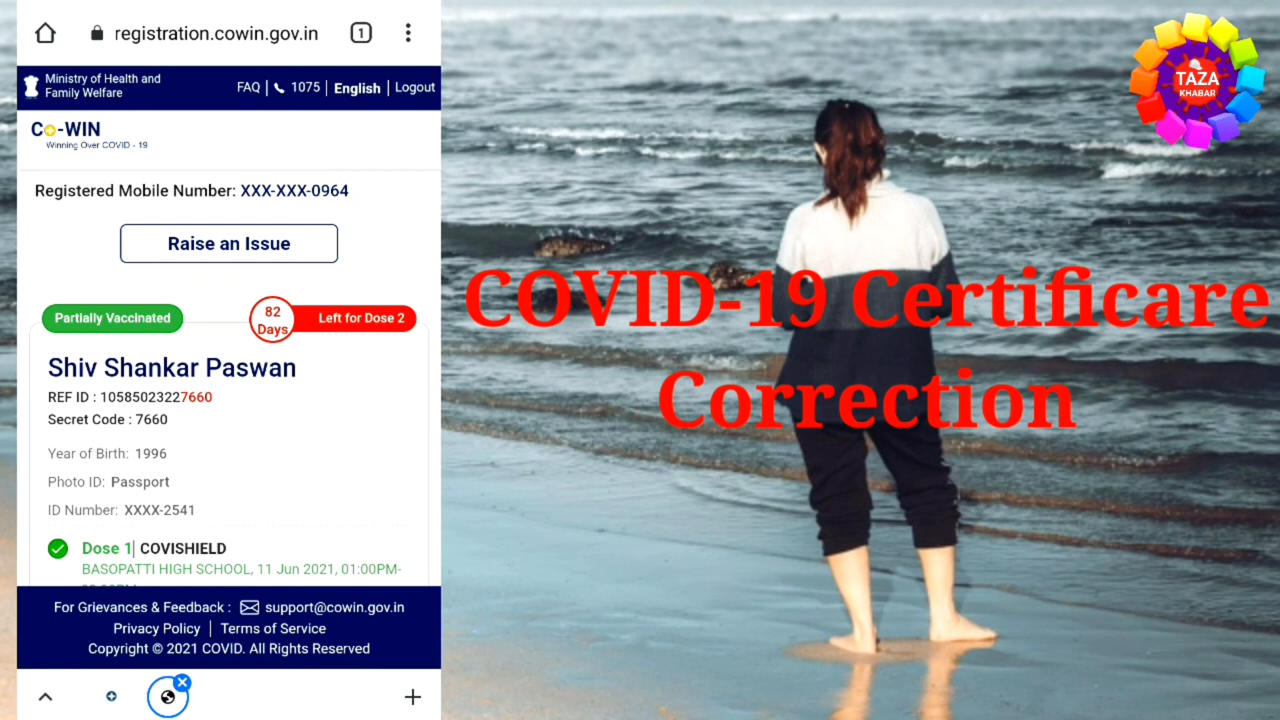 registration.cowin.gov.in
1
Ministry of Health and
Family Welfare
FAQ | 1075 | English | Logout
Co-WIN
Winning Over COVID - 19
Registered Mobile Number: XXX-XXX-0964
Raise an Issue
Partially Vaccinated
82
Days
Left for Dose 2
Shiv Shankar Paswan
REF ID : 10585023227660
Secret Code : 7660
Year of Birth: 1996
Photo ID: Passport
ID Number: XXXX-2541
Dose 1| COVISHIELD
BASOPATTI HIGH SCHOOL, 11 Jun 2021, 01:00PM-
For Grievances & Feedback : support@cowin.gov.in
Privacy Policy | Terms of Service
Copyright © 2021 COVID. All Rights Reserved
TAZA
KHABAR
COVID-19 Certificare
Correction